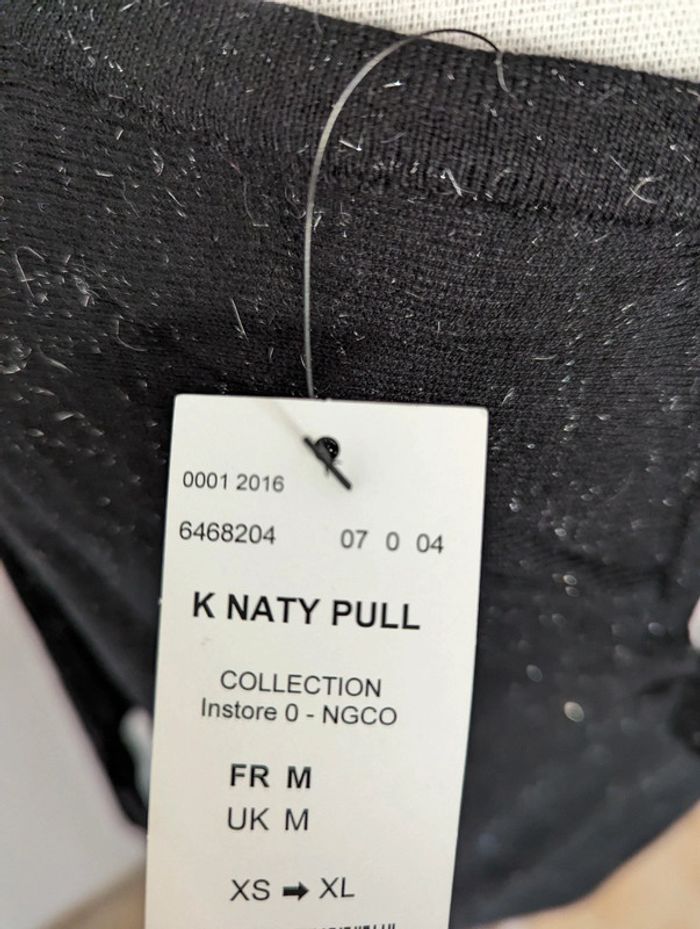 0001 2016
6468204 07 0 04
K NATY PULL
COLLECTION
Instore 0 - NGCO
FR M
UK M
XS ➡ XL